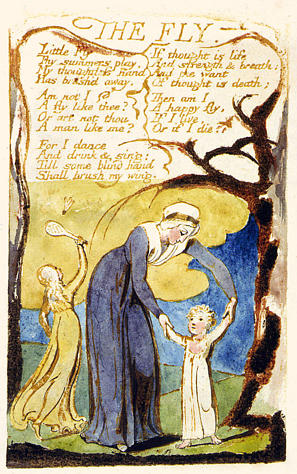 THE FLY.
Little Fly
Thy summers play,
My thoughtless hand
Has brush'd away.
Am not I
A fly like thee?
Or art not thou
A man like me?
For I dance
And drink & sing:
Till some blind hand
Shall brush my wing.
If thought is life
And strength & breath;
And the want
Of thought is death;
Then am I
A happy fly,
If I live,
Or if I die.